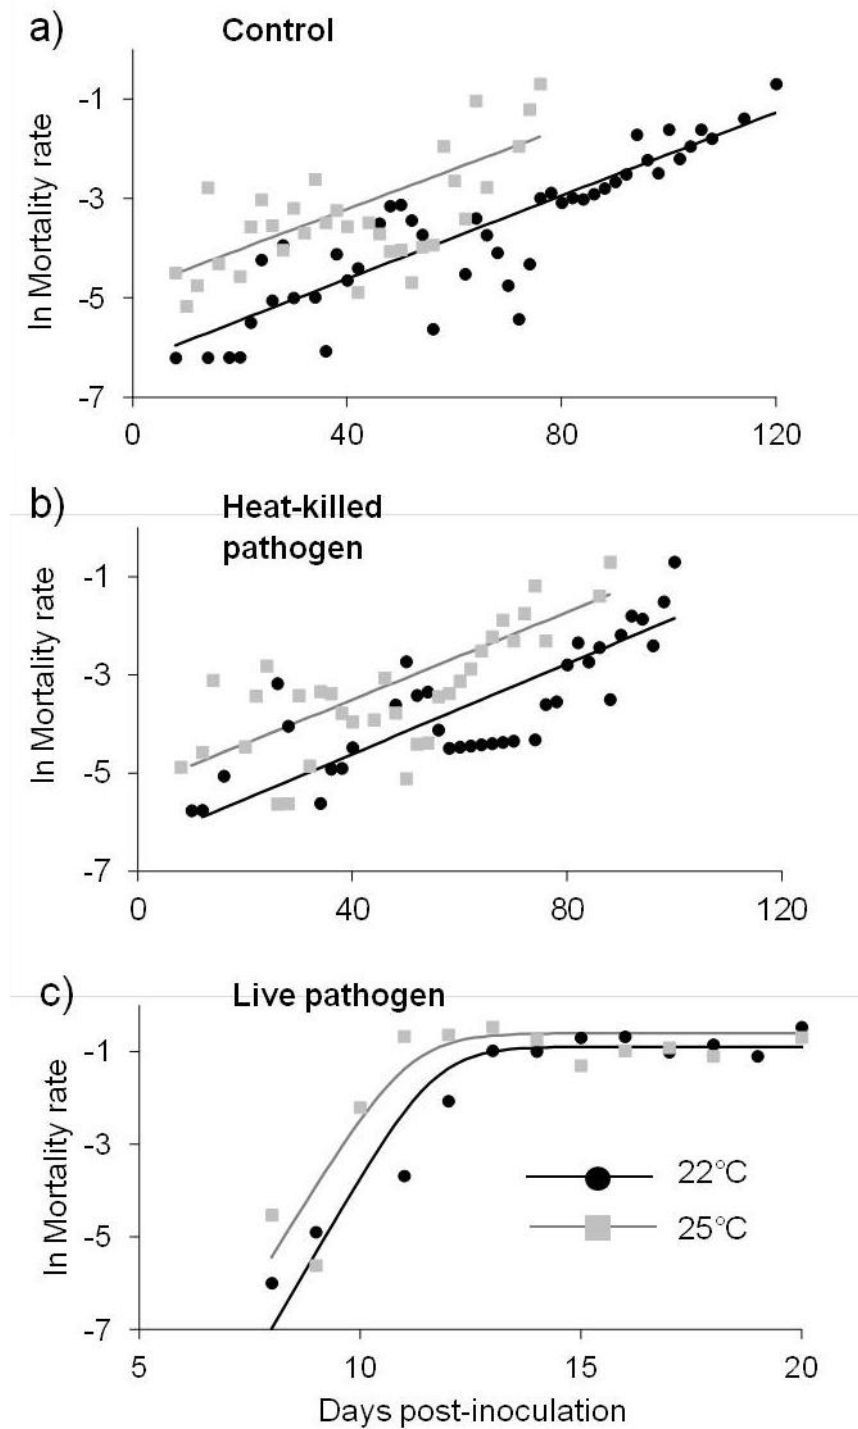 a)
Control
ln Mortality rate
-1
-3
-5
-7
0 40 80 120
b)
Heat-killed
pathogen
ln Mortality rate
-1
-3
-5
-7
0 40 80 120
c)
Live pathogen
ln Mortality rate
-1
-3
-5
-7
22°C
25°C
5 10 15 20
Days post-inoculation